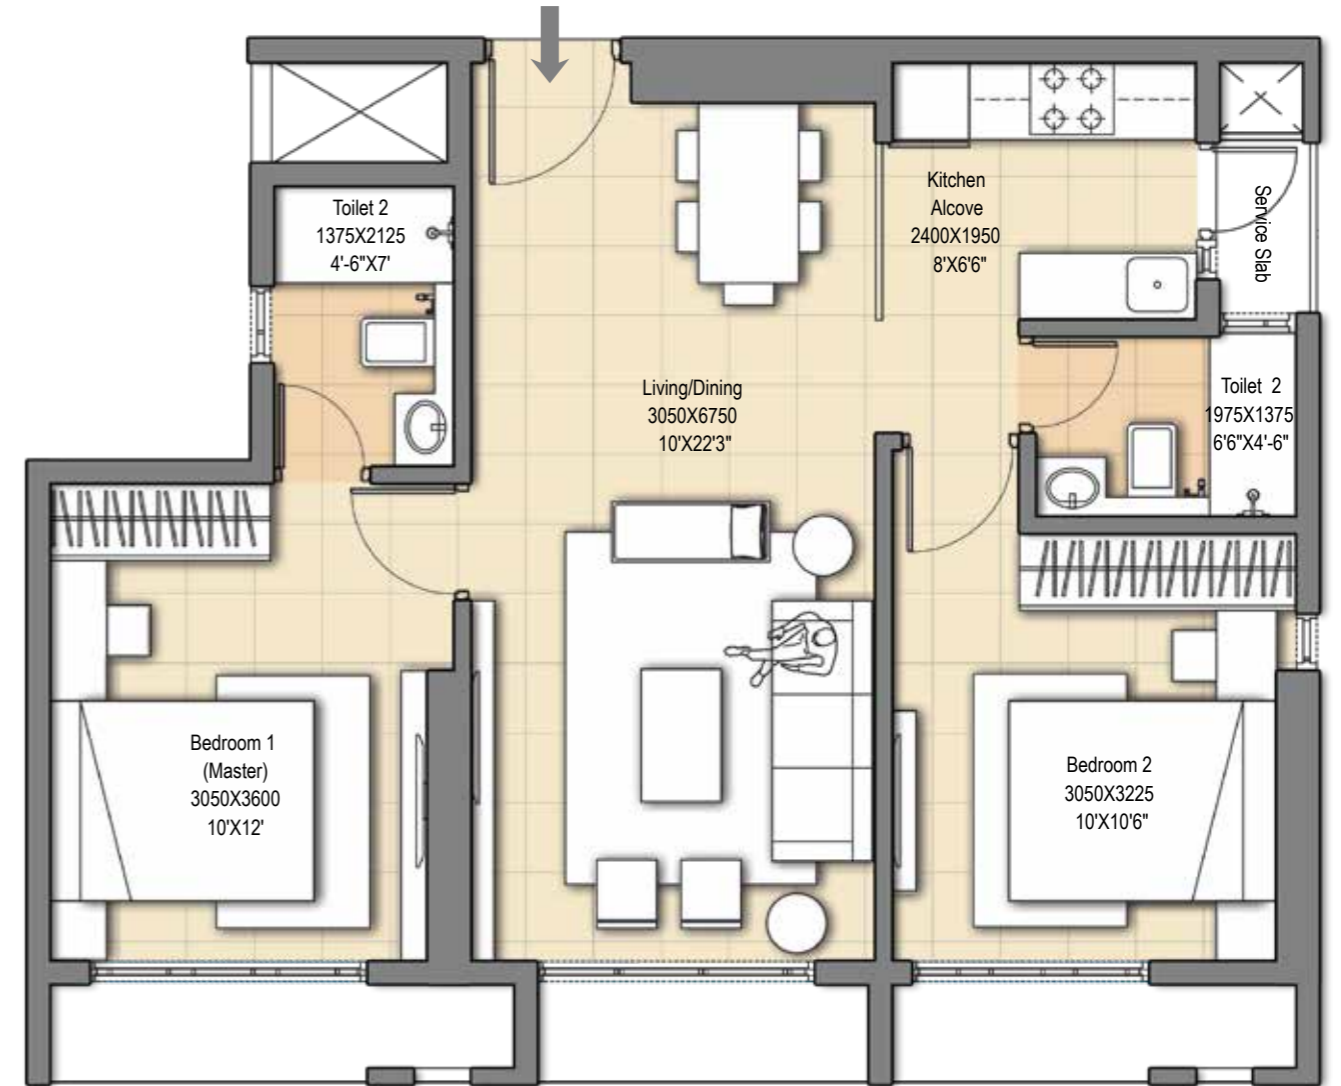 Toilet 2
1375X2125
4'-6"X7'
Kitchen
Alcove
2400X1950
8'X6'6"
Service Slab
Living/Dining
3050X6750
10'X22'3"
Toilet 2
1975X1375
6'6"X4'-6"
Bedroom 1
(Master)
3050X3600
10'X12'
Bedroom 2
3050X3225
10'X10'6"